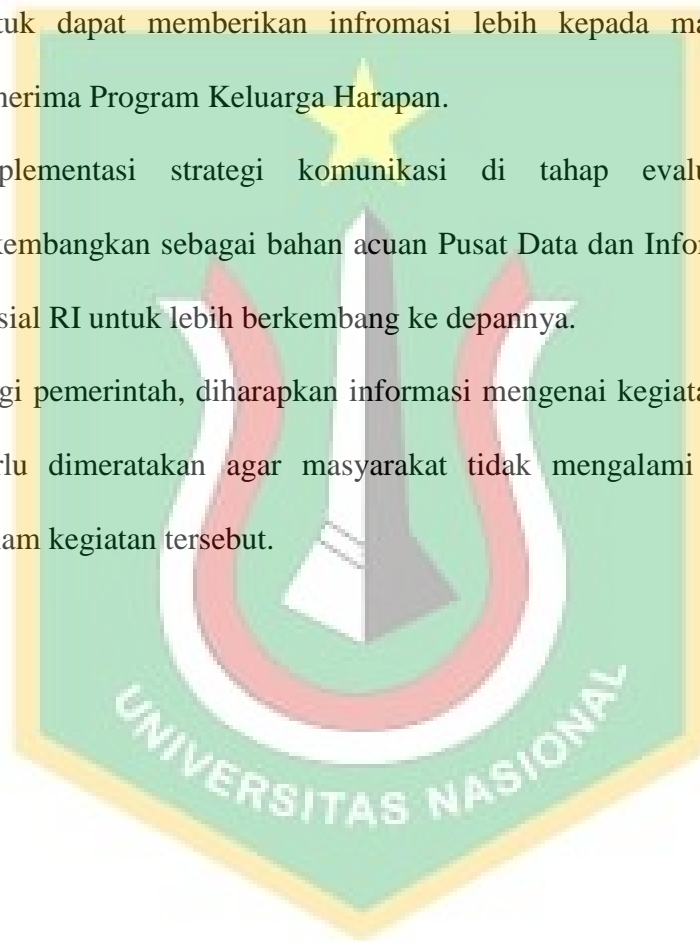 tuk dapat memberikan infromasi lebih kepada ma
nerima Program Keluarga Harapan.
plementasi strategi komunikasi di tahap evalu
kembangkan sebagai bahan acuan Pusat Data dan Infor
sial RI untuk lebih berkembang ke depannya.
gi pemerintah, diharapkan informasi mengenai kegiata
rlu dimeratakan agar masyarakat tidak mengalami
lam kegiatan tersebut.
UNIVERSITAS NASIONAL